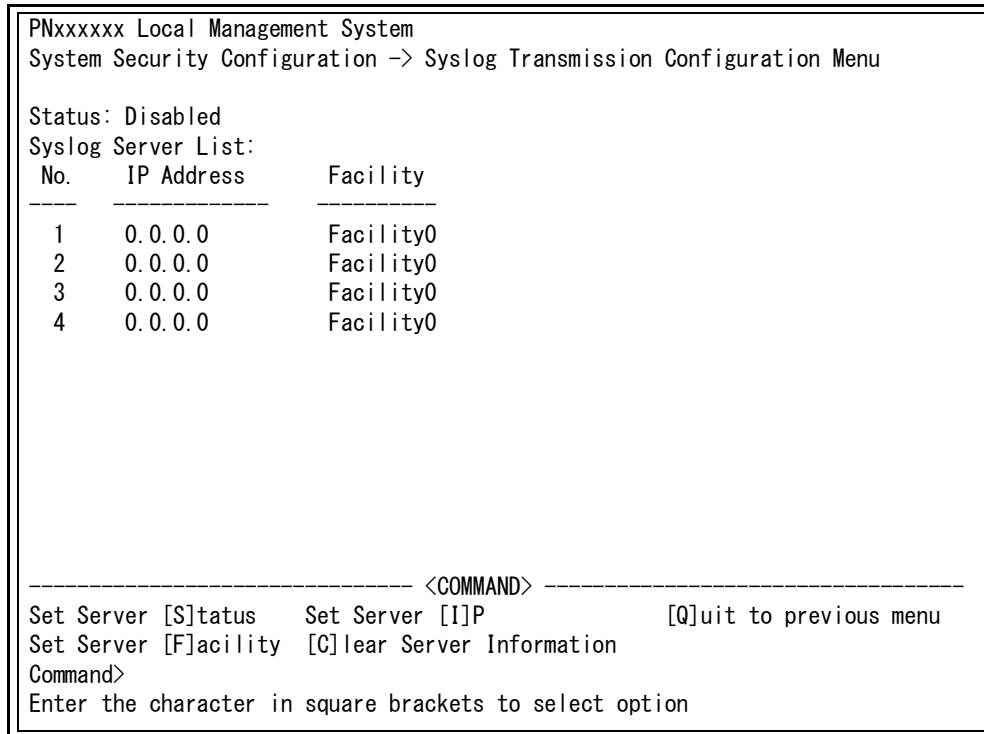 PNxxxxxx Local Management System
System Security Configuration -> Syslog Transmission Configuration Menu
Status: Disabled
Syslog Server List:
No. IP Address Facility
---- ------------- ----------
1 0.0.0.0 Facility0
2 0.0.0.0 Facility0
3 0.0.0.0 Facility0
4 0.0.0.0 Facility0
-------------------------------- <COMMAND> -----------------------------------
Set Server [S]tatus Set Server [I]P [Q]uit to previous menu
Set Server [F]acility [C]lear Server Information
Command>
Enter the character in square brackets to select option